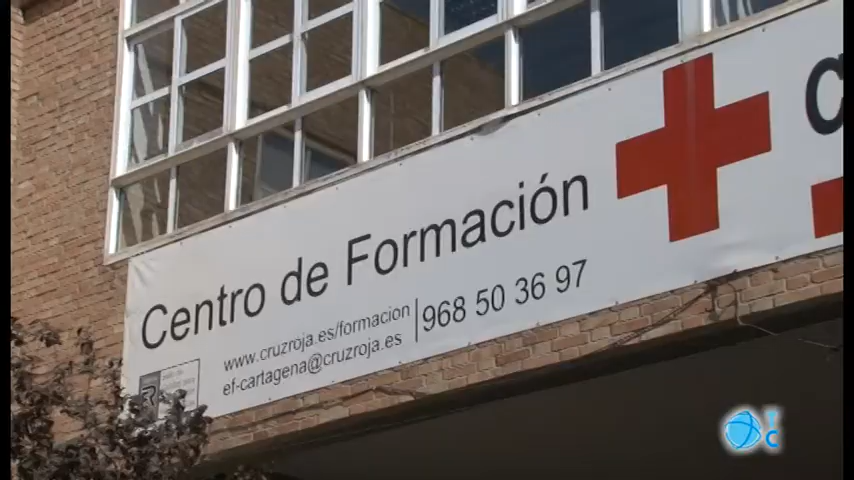 Centro de Formación
www.cruzroja.es/formacion
ef-cartagena@cruzroja.es
968 50 36 97
C